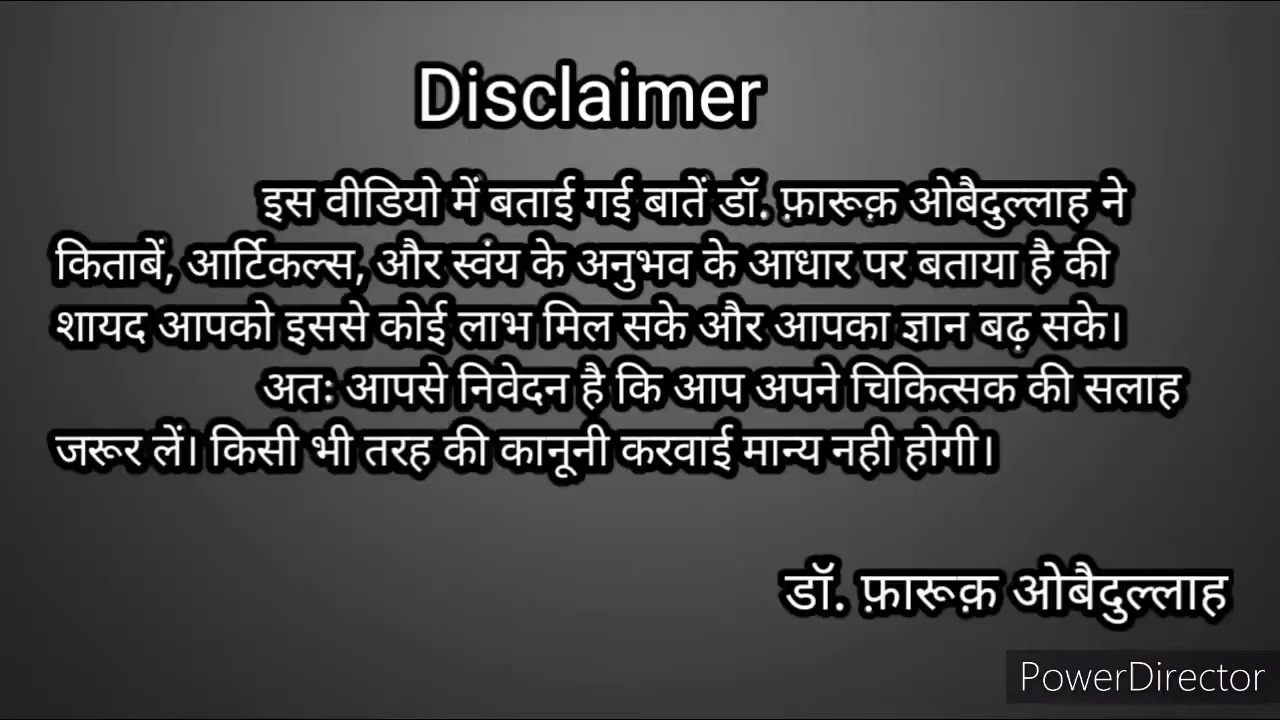 Disclaimer
इस वीडियो में बताई गई बातें डॉ. फ़ारूक़ ओबैदुल्लाह ने
किताबें, आर्टिकल्स, और स्वंय के अनुभव के आधार पर बताया है की
शायद आपको इससे कोई लाभ मिल सके और आपका ज्ञान बढ़ सके।
अतः आपसे निवेदन है कि आप अपने चिकित्सक की सलाह
जरूर लें। किसी भी तरह की कानूनी करवाई मान्य नही होगी।
डॉ. फ़ारूक़ ओबैदुल्लाह
PowerDirector